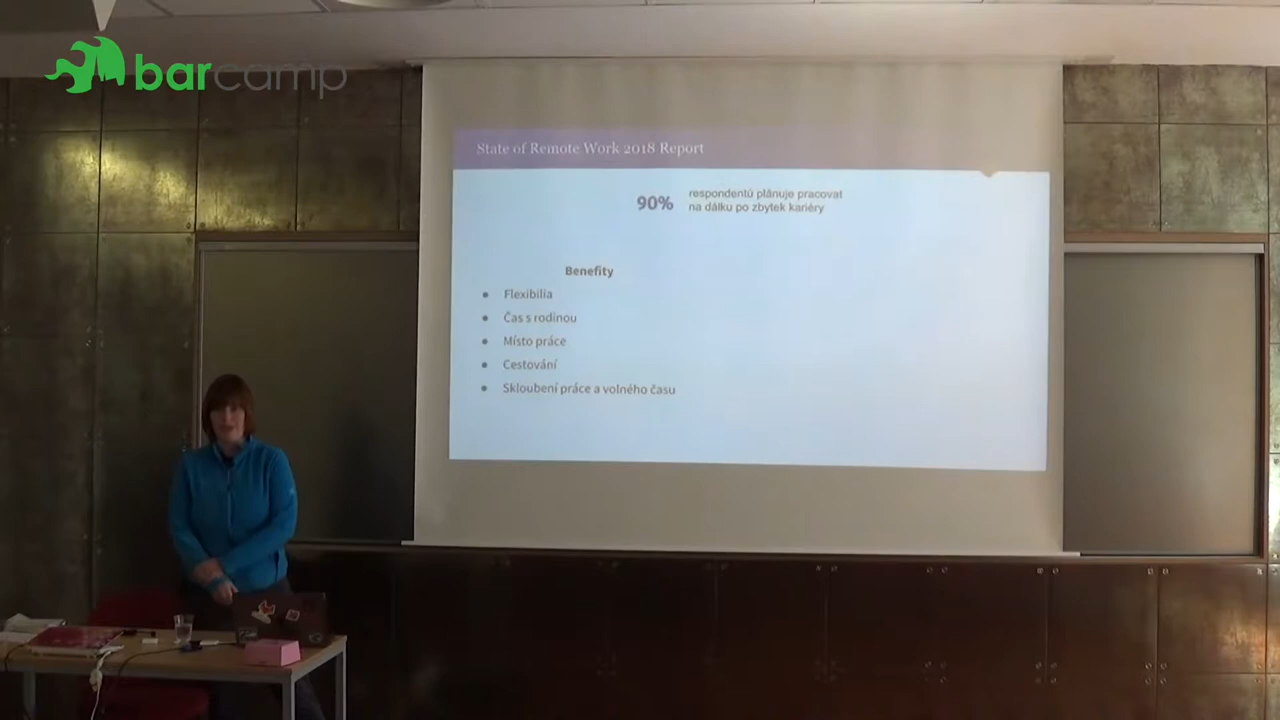 barcamp
State of Remote Work 2018 Report
90%
respondentů plánuje pracovat
na dálku po zbytek kariéry
Benefity
Flexibilia
Čas s rodinou
Místo práce
Cestování
Skloubení práce a volného času